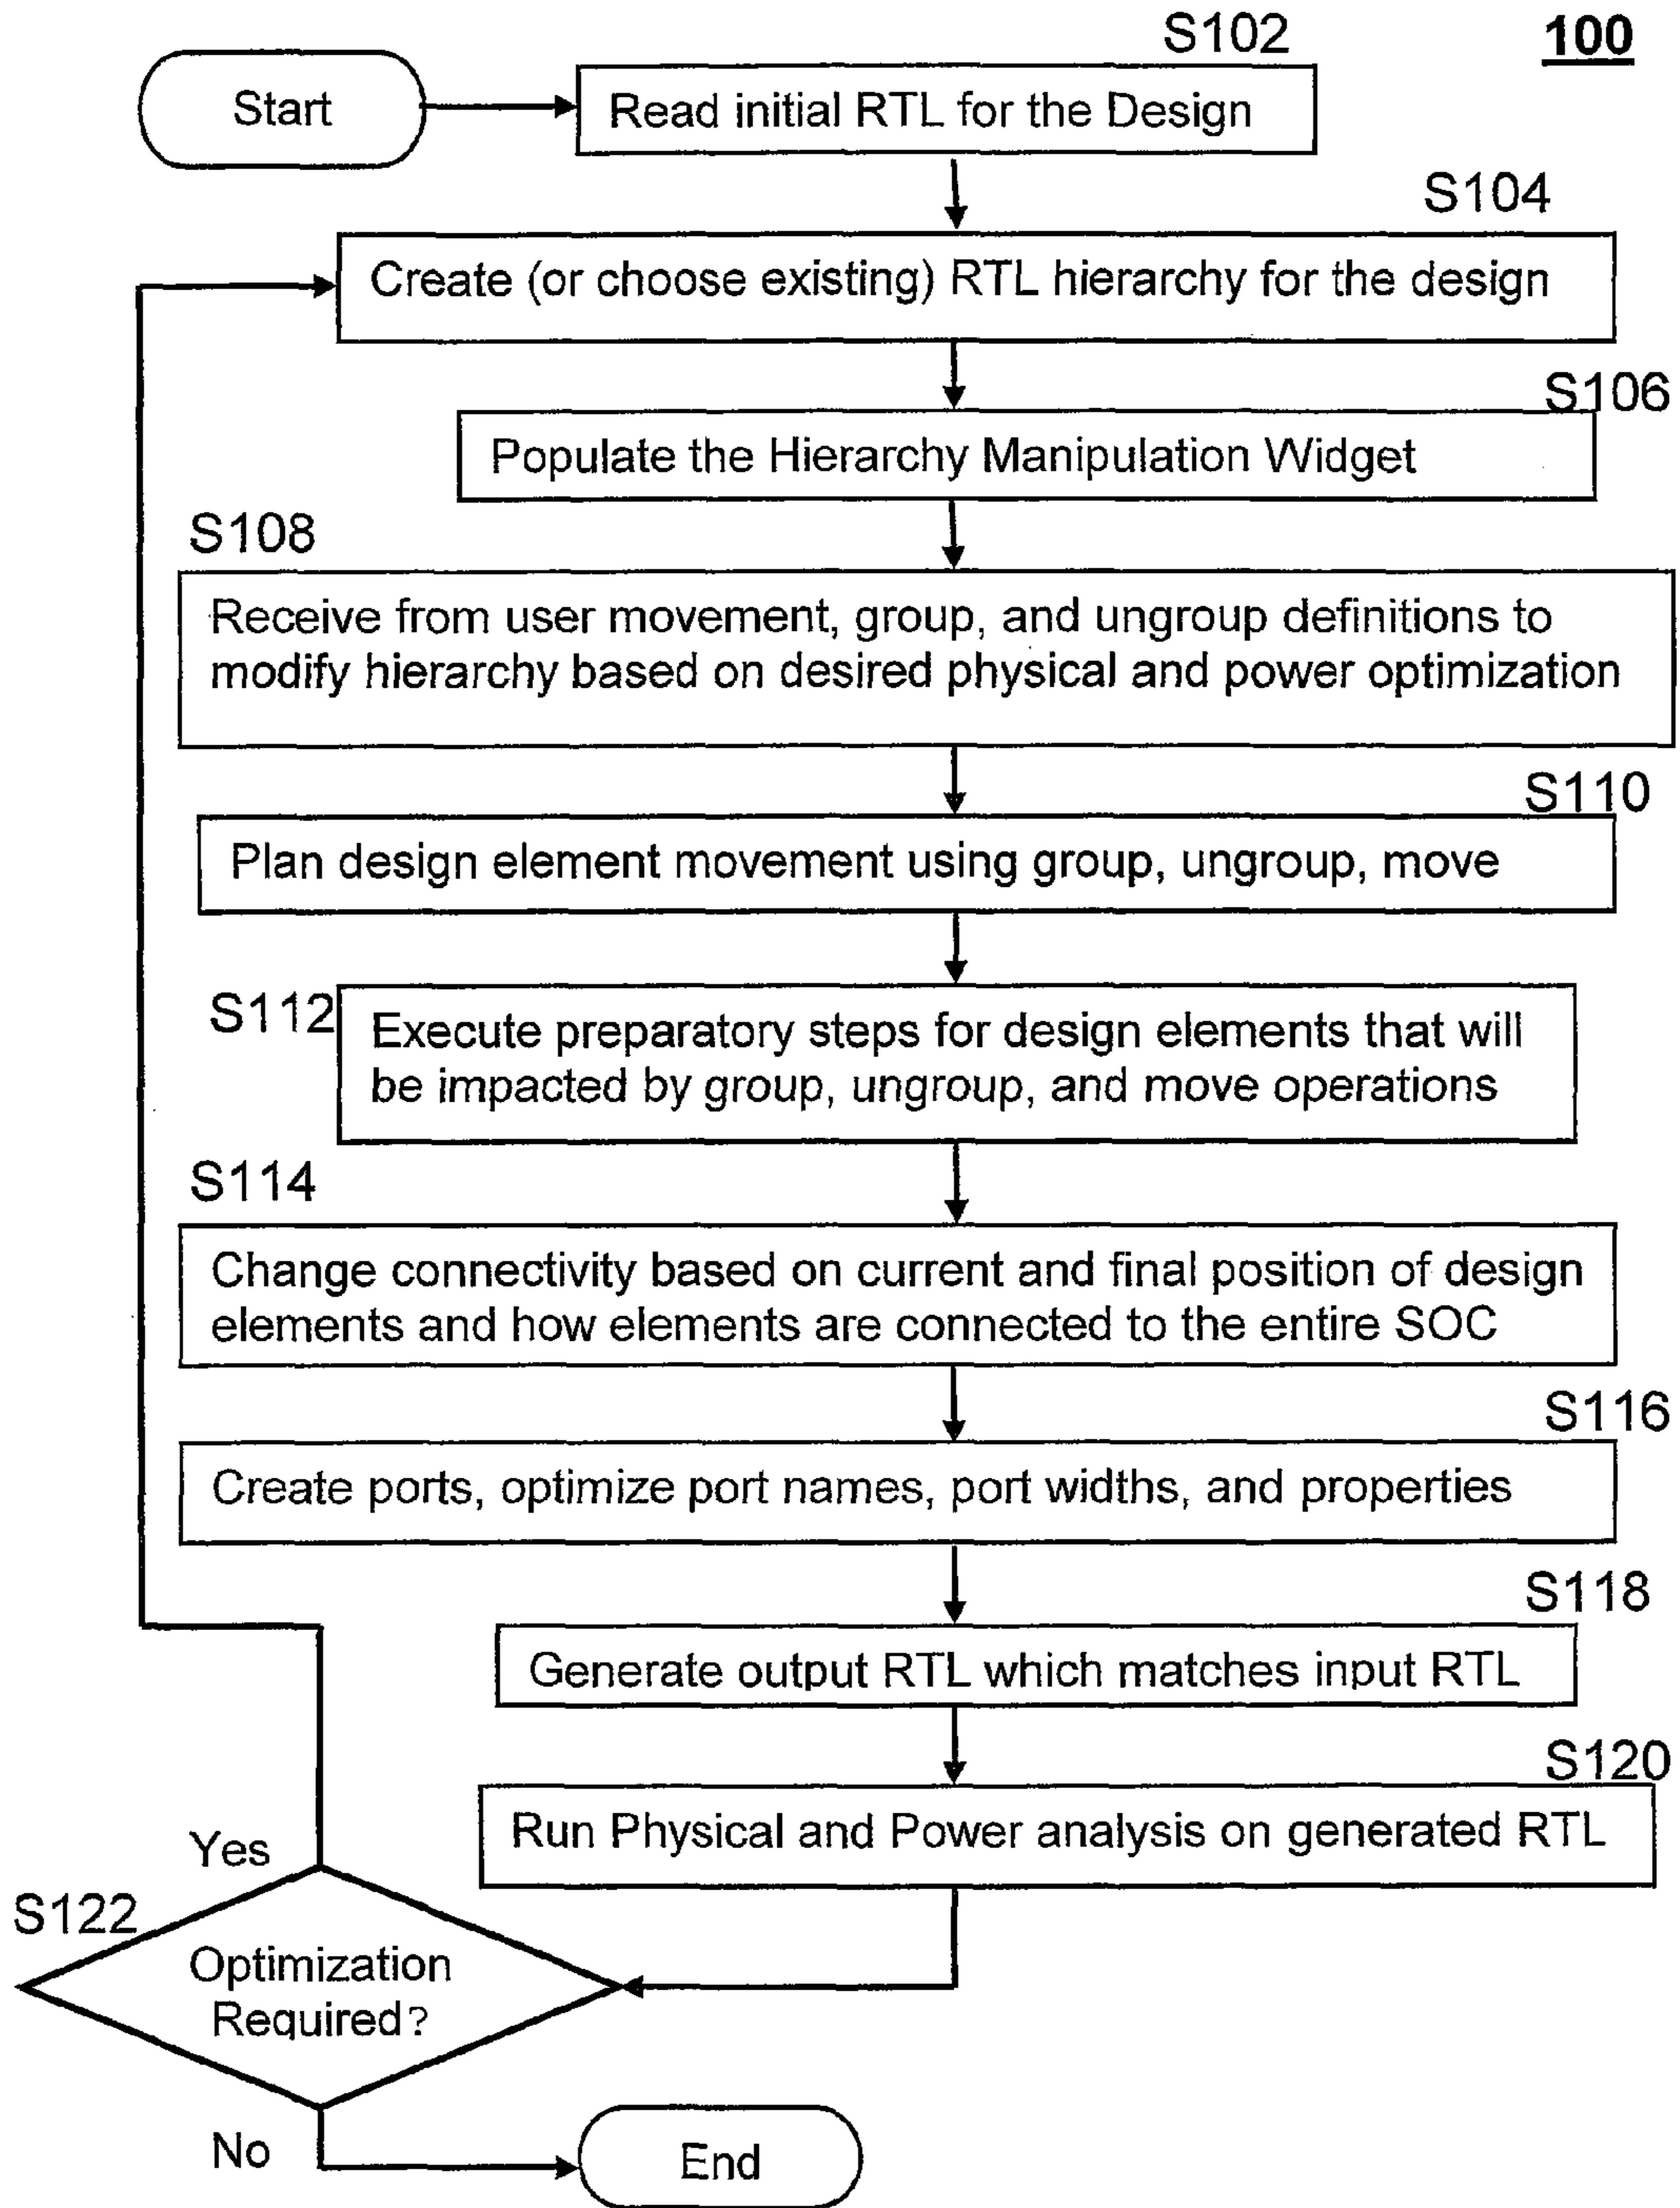 100
S102
Start
Read initial RTL for the Design
S104
Create (or choose existing) RTL hierarchy for the design
S106
Populate the Hierarchy Manipulation Widget
S108
Receive from user movement, group, and ungroup definitions to
modify hierarchy based on desired physical and power optimization
S110
Plan design element movement using group, ungroup, move
S112
Execute preparatory steps for design elements that will
be impacted by group, ungroup, and move operations
S114
Change connectivity based on current and final position of design
elements and how elements are connected to the entire SOC
S116
Create ports, optimize port names, port widths, and properties
S118
Generate output RTL which matches input RTL
S120
Run Physical and Power analysis on generated RTL
Yes
S122
Optimization
Required?
No
End